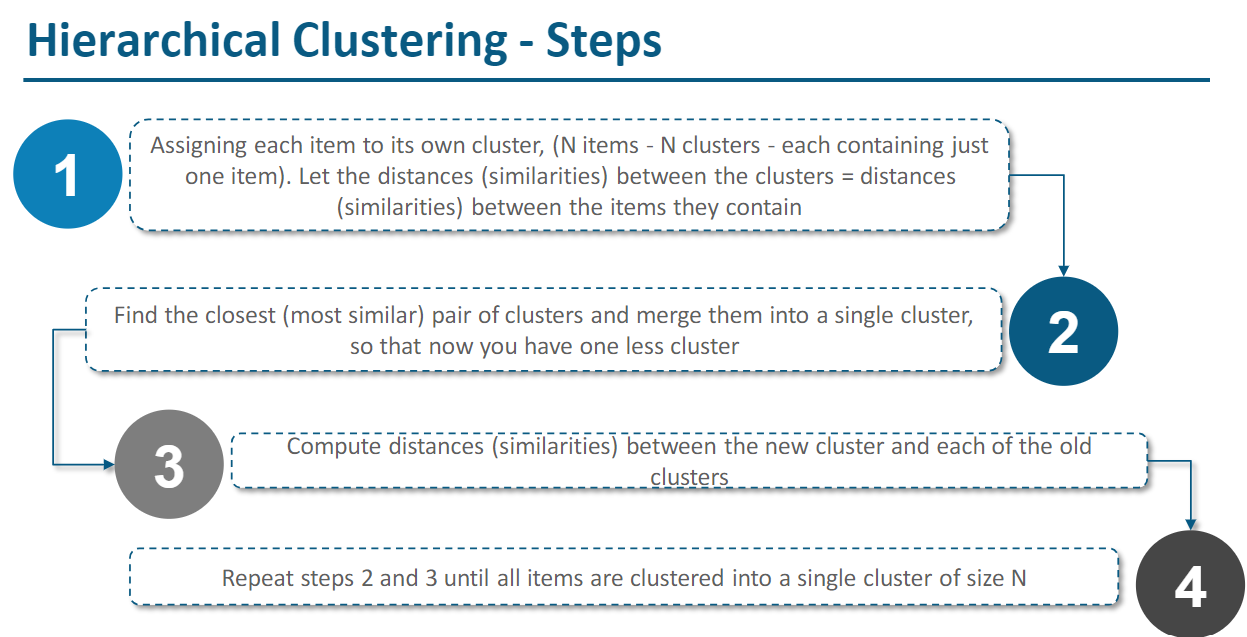 Hierarchical Clustering - Steps
1
Assigning each item to its own cluster, (N items - N clusters - each containing just
one item). Let the distances (similarities) between the clusters = distances
(similarities) between the items they contain
Find the closest (most similar) pair of clusters and merge them into a single cluster,
so that now you have one less cluster
2
3
Compute distances (similarities) between the new cluster and each of the old
clusters
Repeat steps 2 and 3 until all items are clustered into a single cluster of size N
4